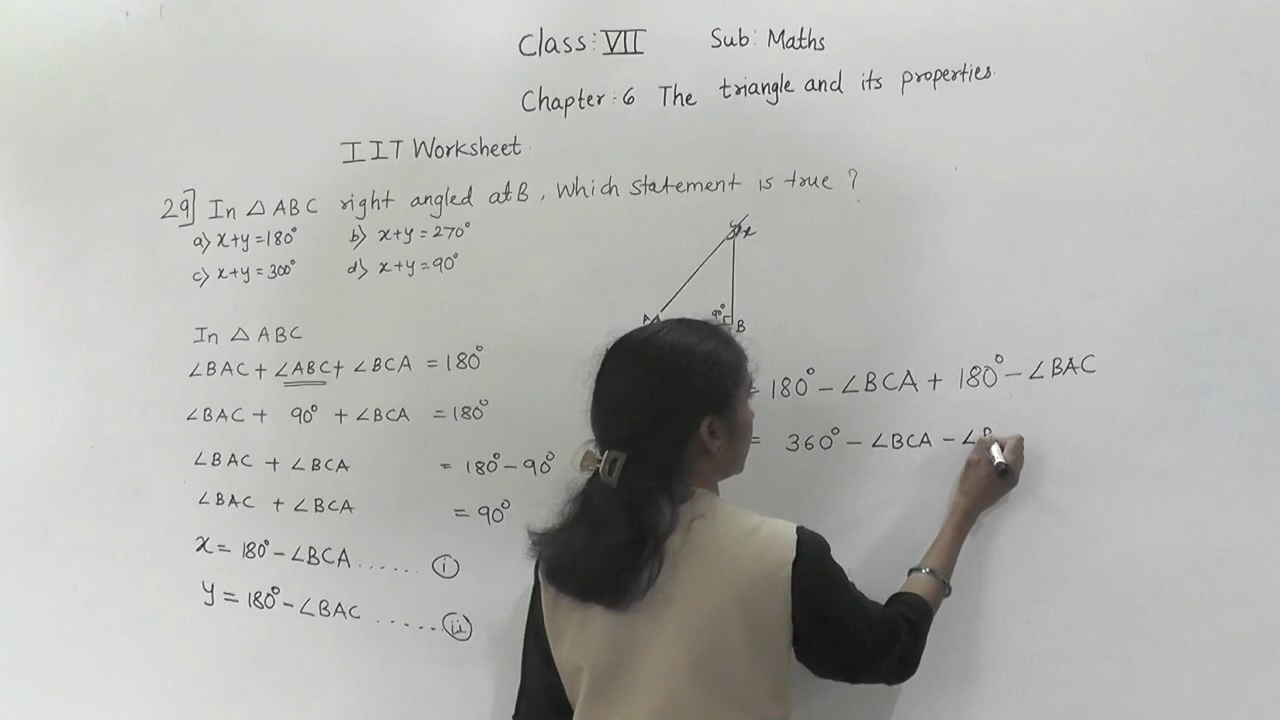 Class: VII Sub: Maths
Chapter: 6 The triangle and its properties.
IIT Worksheet.
29] In △ ABC right angled at B, Which statement is true?
a) x+y=180° b) x+y=270°
c) x+y=300° d) x+y=90°
90°
B
In △ ABC
∠BAC + ∠ABC + ∠BCA = 180°
∠BAC + 90° + ∠BCA = 180°
∠BAC + ∠BCA = 180° - 90°
∠BAC + ∠BCA = 90°
x = 180° - ∠BCA ...... (i)
y = 180° - ∠BAC ...... (ii)
= 180° - ∠BCA + 180° - ∠BAC
= 360° - ∠BCA - ∠B